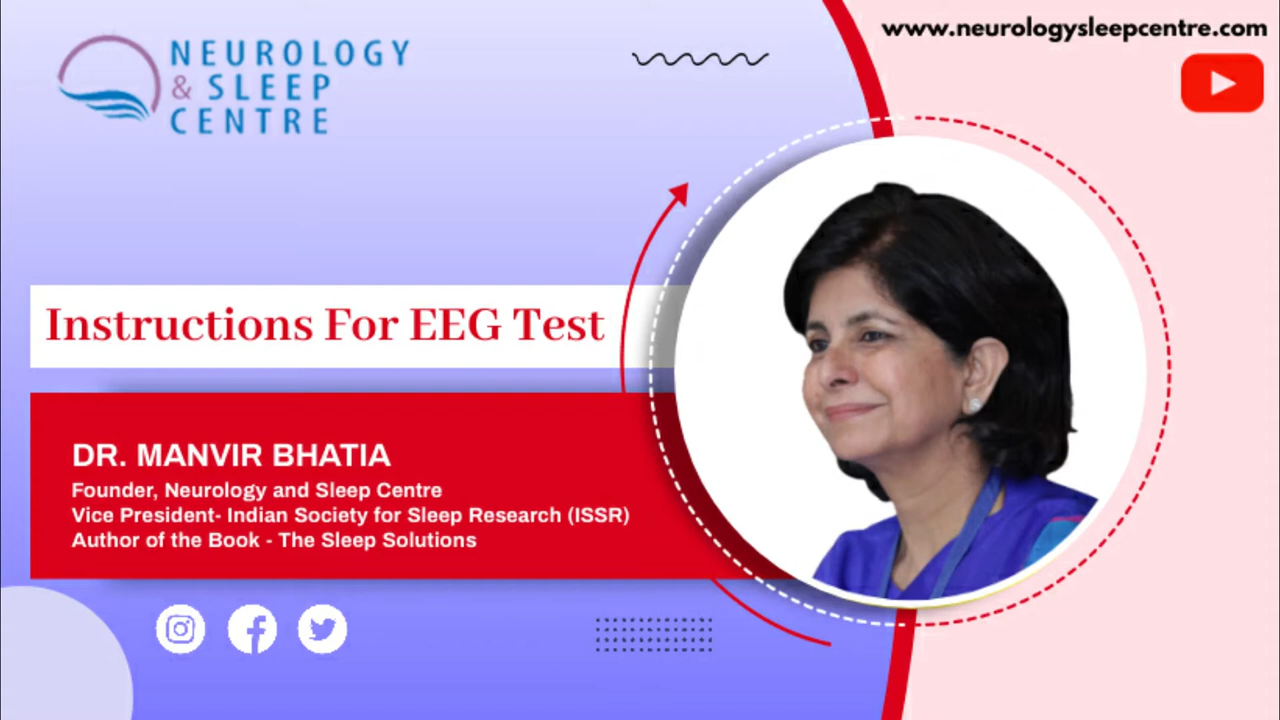 NEUROLOGY
& SLEEP
CENTRE
www.neurologysleepcentre.com
Instructions For EEG Test
DR. MANVIR BHATIA
Founder, Neurology and Sleep Centre
Vice President- Indian Society for Sleep Research (ISSR)
Author of the Book - The Sleep Solutions